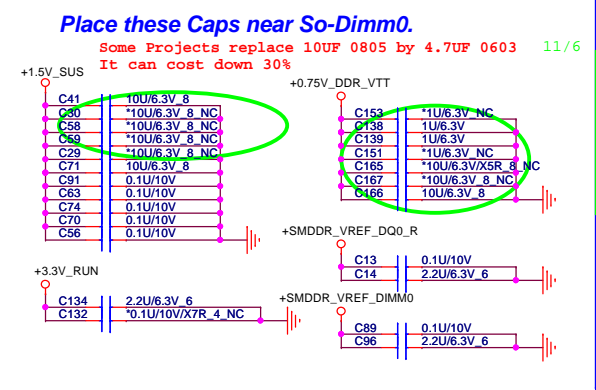 Place these Caps near So-Dimm0.
Some Projects replace 10UF 0805 by 4.7UF 0603 11/6
It can cost down 30%
+1.5V_SUS
C41 10U/6.3V_8
C30 *10U/6.3V_8_NC
C58 *10U/6.3V_8_NC
C59 *10U/6.3V_8_NC
C29 *10U/6.3V_8_NC
C71 10U/6.3V_8
C91 0.1U/10V
C63 0.1U/10V
C74 0.1U/10V
C70 0.1U/10V
C56 0.1U/10V
+0.75V_DDR_VTT
C153 *1U/6.3V_NC
C138 1U/6.3V
C139 1U/6.3V
C151 *1U/6.3V_NC
C165 *10U/6.3V/X5R_8_NC
C167 *10U/6.3V_8_NC
C166 10U/6.3V_8
+SMDDR_VREF_DQ0_R
C13 0.1U/10V
C14 2.2U/6.3V_6
+3.3V_RUN
C134 2.2U/6.3V_6
C132 *0.1U/10V/X7R_4_NC
+SMDDR_VREF_DIMM0
C89 0.1U/10V
C96 2.2U/6.3V_6